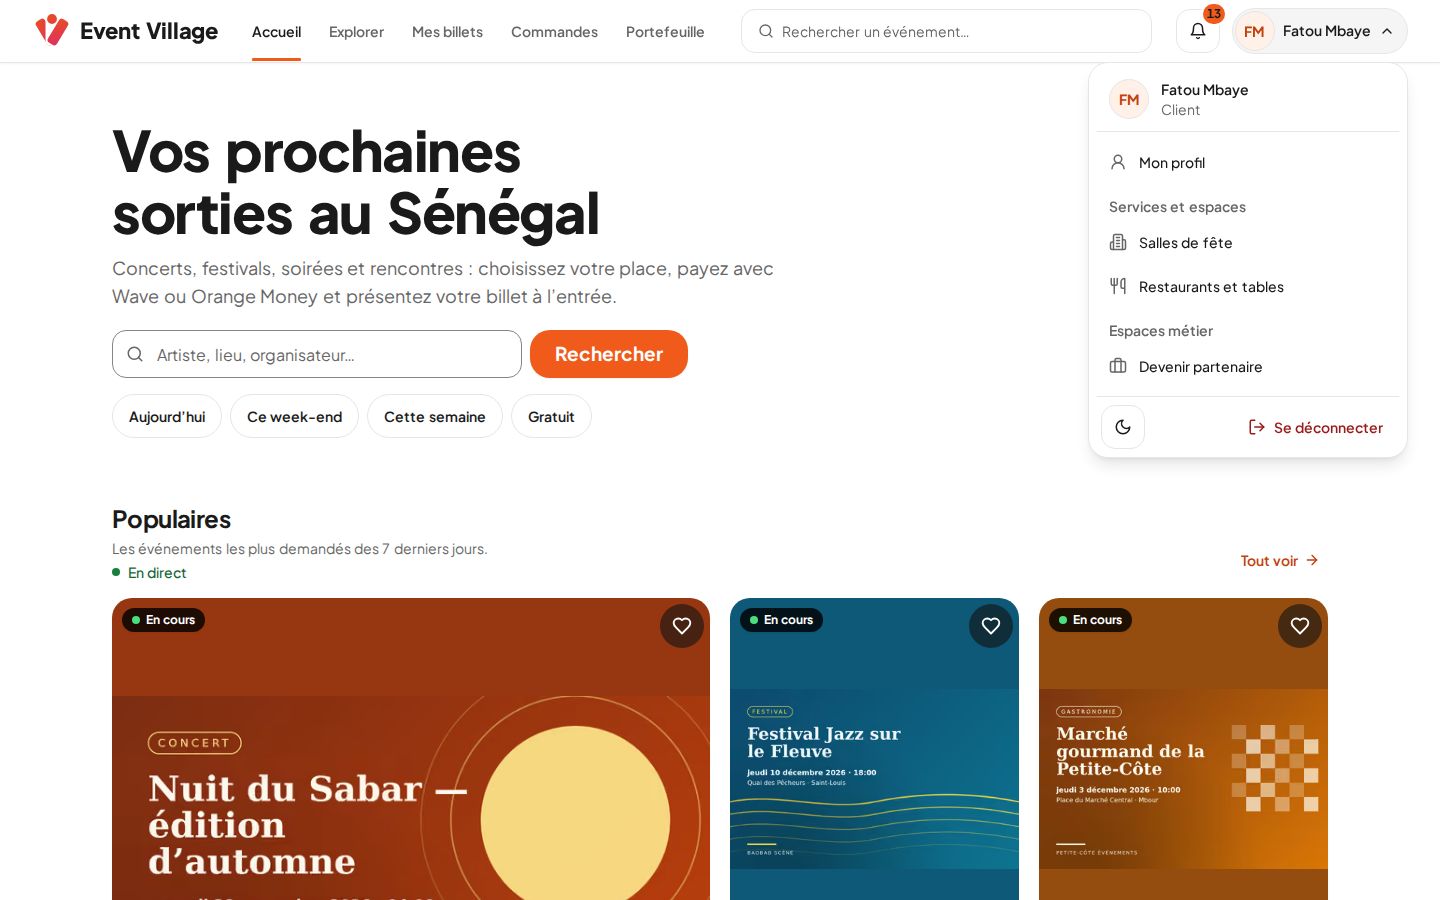 Event Village
Accueil
Explorer
Mes billets
Commandes
Portefeuille
Rechercher un événement…
13
FM
Fatou Mbaye
FM
Fatou Mbaye
Client
Mon profil
Services et espaces
Salles de fête
Restaurants et tables
Espaces métier
Devenir partenaire
Se déconnecter
Vos prochaines
sorties au Sénégal
Concerts, festivals, soirées et rencontres : choisissez votre place, payez avec
Wave ou Orange Money et présentez votre billet à l’entrée.
Artiste, lieu, organisateur…
Rechercher
Aujourd’hui
Ce week-end
Cette semaine
Gratuit
Populaires
Les événements les plus demandés des 7 derniers jours.
En direct
Tout voir
En cours
CONCERT
Nuit du Sabar —
édition
d’automne
En cours
FESTIVAL
Festival Jazz sur
le Fleuve
jeudi 10 décembre 2026 · 18:00
Quai des Pêcheurs · Saint-Louis
BAOBAB SCÈNE
En cours
GASTRONOMIE
Marché
gourmand de la
Petite-Côte
jeudi 3 décembre 2026 · 10:00
Place du Marché Central · Mbour
PETITE-CÔTE ÉVÉNEMENTS